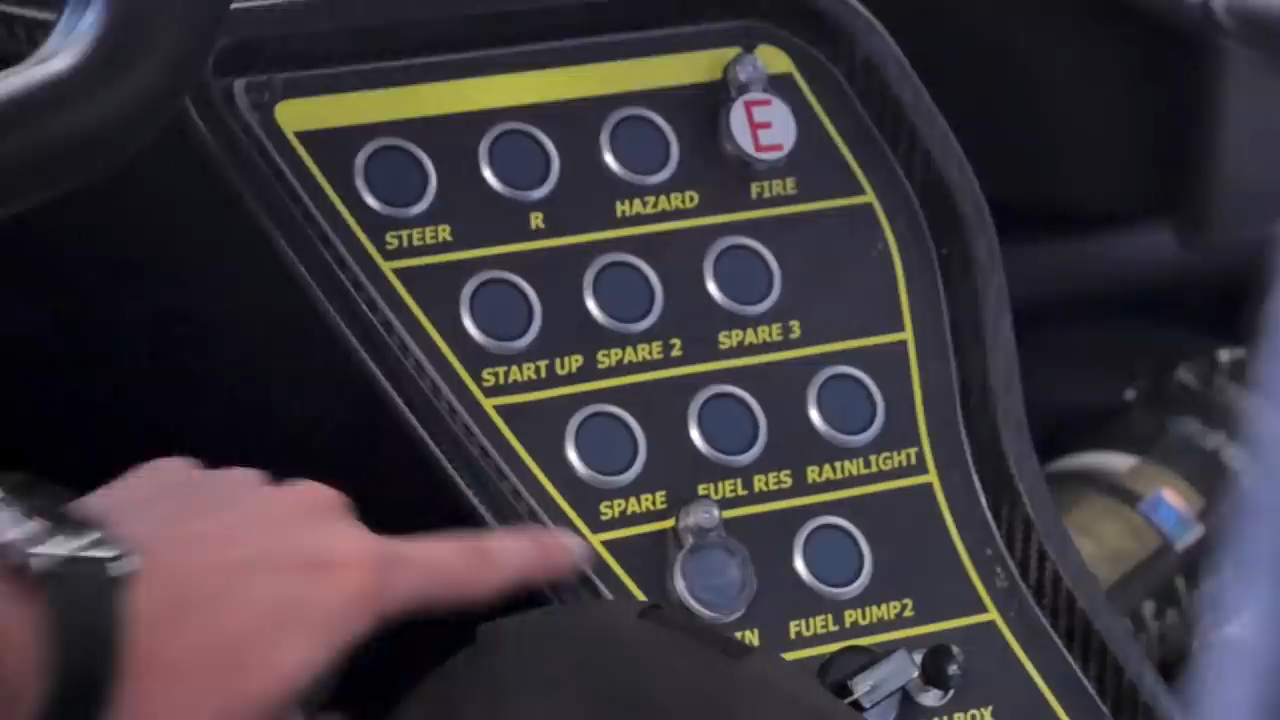 E
STEER R HAZARD FIRE
START UP SPARE 2 SPARE 3
SPARE FUEL RES RAINLIGHT
FUEL PUMP2